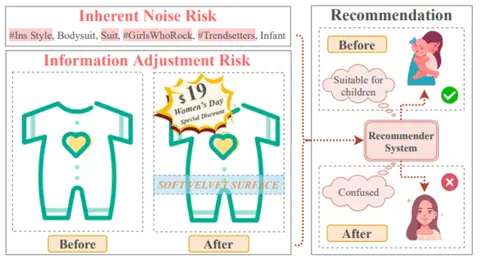 Inherent Noise Risk
#Ins Style, Bodysuit, Suit, #GirlsWhoRock, #Trendsetters, Infant
Information Adjustment Risk
$19
Women's Day
Special Discount
SOFT VELVET SURFACE
Before
After
Recommendation
Before
Suitable for
children
Recommender
System
Confused
After